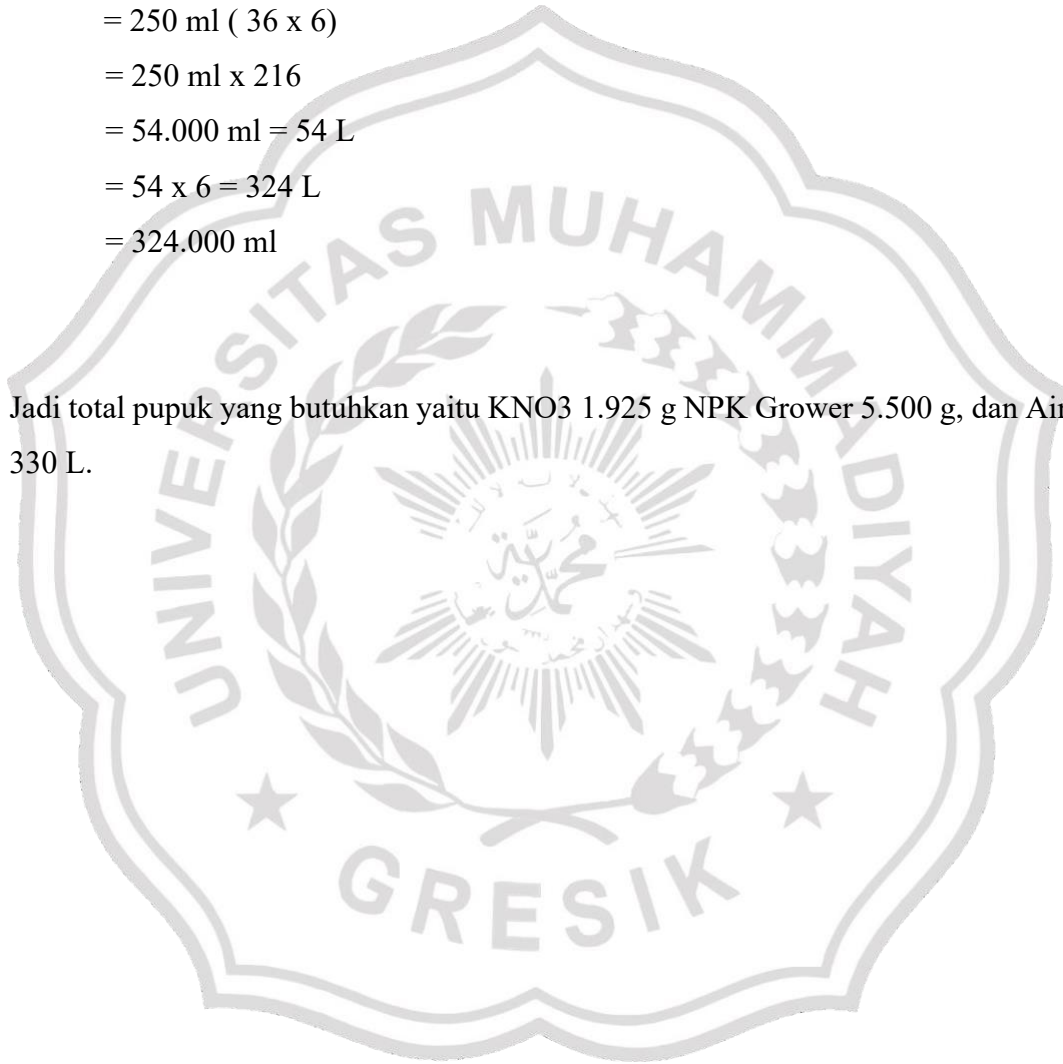 = 250 ml ( 36 x 6)
= 250 ml x 216
= 54.000 ml = 54 L
= 54 x 6 = 324 L
= 324.000 ml
Jadi total pupuk yang butuhkan yaitu KNO3 1.925 g NPK Grower 5.500 g, dan Air
330 L.
UNIVERSITAS MUHAMMADIYAH
GRESIK